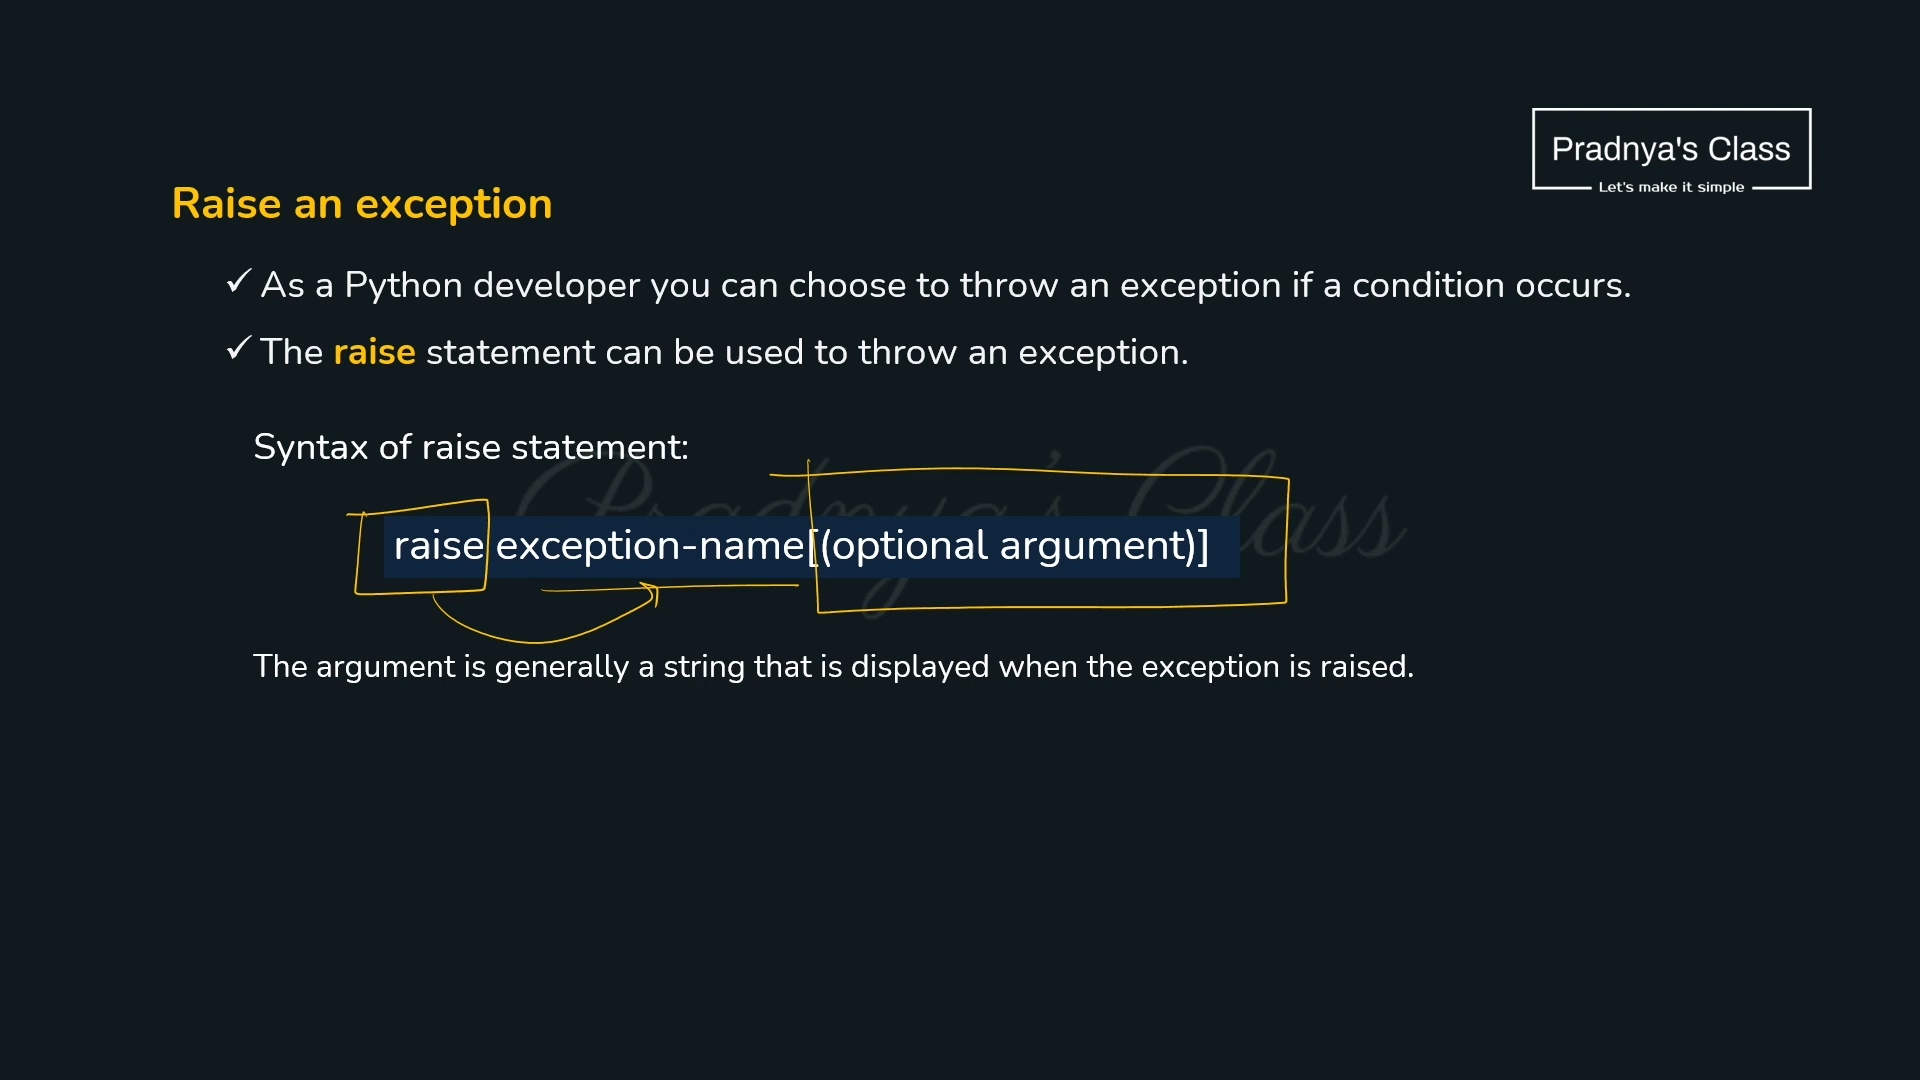 Pradnya's Class
Let's make it simple
Raise an exception
✓ As a Python developer you can choose to throw an exception if a condition occurs.
✓ The raise statement can be used to throw an exception.
Syntax of raise statement:
Pradnya's Class
raise exception-name[(optional argument)]
The argument is generally a string that is displayed when the exception is raised.